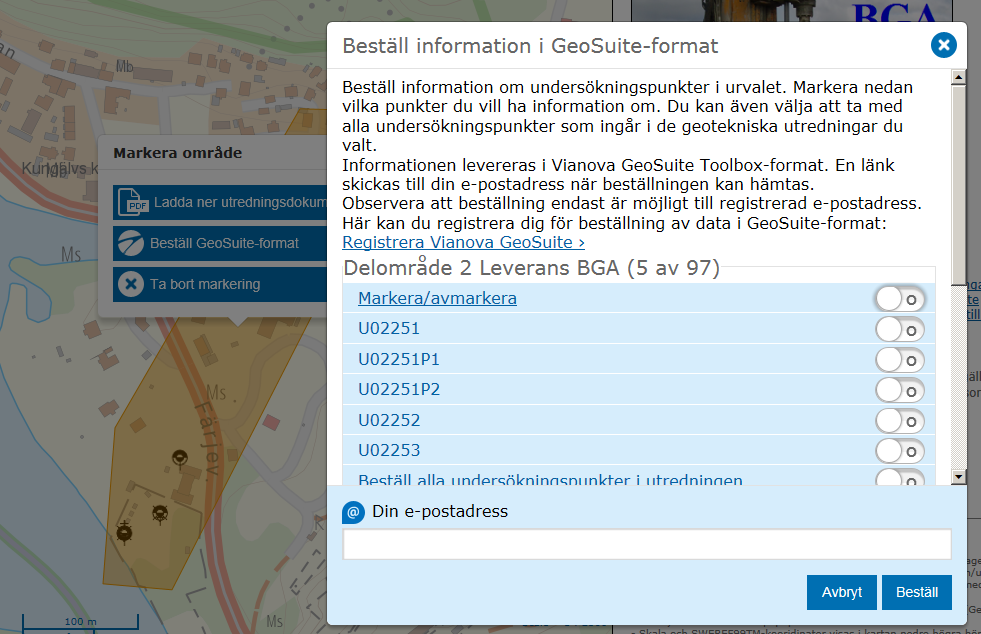 BGA
Beställ information i GeoSuite-format
Beställ information om undersökningspunkter i urvalet. Markera nedan
vilka punkter du vill ha information om. Du kan även välja att ta med
alla undersökningspunkter som ingår i de geotekniska utredningar du
valt.
Informationen levereras i Vianova GeoSuite Toolbox-format. En länk
skickas till din e-postadress när beställningen kan hämtas.
Observera att beställning endast är möjligt till registrerad e-postadress.
Här kan du registrera dig för beställning av data i GeoSuite-format:
Registrera Vianova GeoSuite ›
Delområde 2 Leverans BGA (5 av 97)
Markera/avmarkera
U02251
U02251P1
U02251P2
U02252
U02253
Beställ alla undersökningspunkter i utredningen
@ Din e-postadress
Avbryt
Beställ
Mb
Markera område
PDF
Ladda ner utredningsdokum
Beställ GeoSuite-format
Ta bort markering
Ms
Ms
Färjev.
Ms
100 m